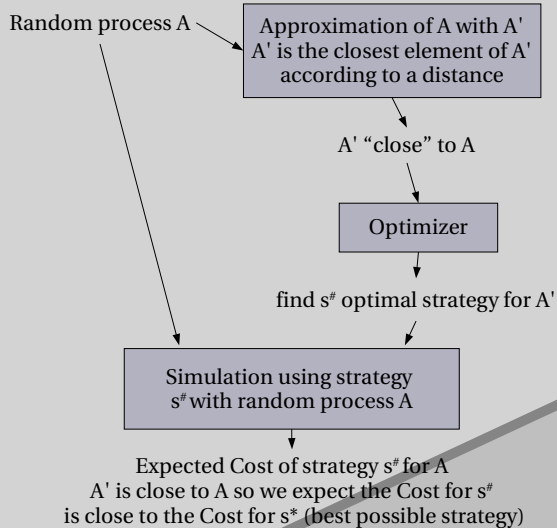 Random process A
Approximation of A with A'
A' is the closest element of A'
according to a distance
A' “close” to A
Optimizer
find s# optimal strategy for A'
Simulation using strategy
s# with random process A
Expected Cost of strategy s# for A
A' is close to A so we expect the Cost for s#
is close to the Cost for s* (best possible strategy)